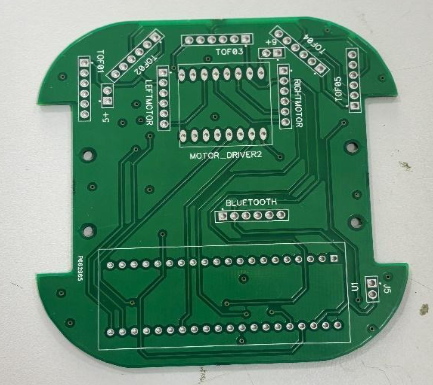 TOF03
TOF04
TOF02
TOF01
TOF05
5+
5+
LEFTMOTOR
RIGHTMOTOR
MOTOR_DRIVER2
BLUETOOTH
U1
J5